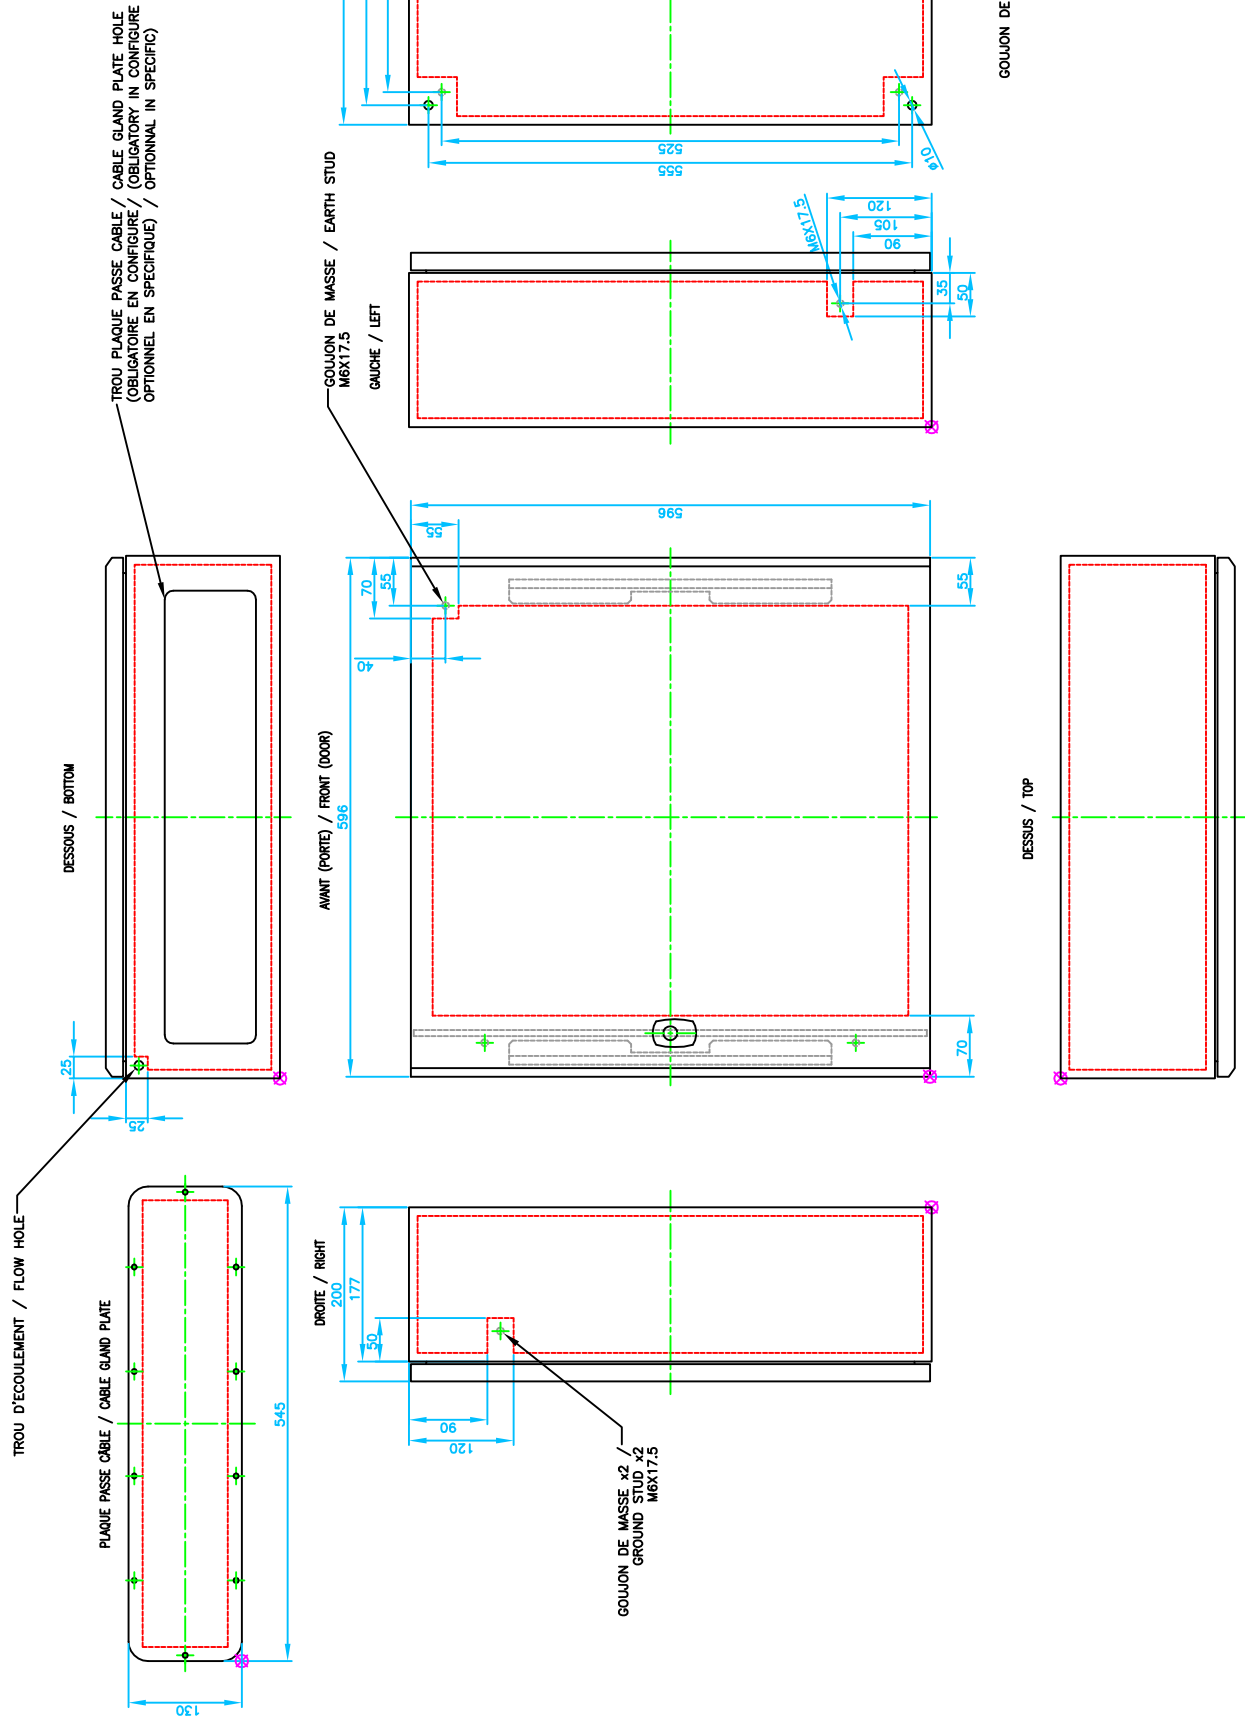 TROU D'ECOULEMENT / FLOW HOLE
PLAQUE PASSE CÂBLE / CABLE GLAND PLATE
130
545
DESSOUS / BOTTOM
25
25
TROU PLAQUE PASSE CABLE / CABLE GLAND PLATE HOLE
(OBLIGATOIRE EN CONFIGURE / (OBLIGATORY IN CONFIGURE
OPTIONNEL EN SPECIFIQUE) / OPTIONNAL IN SPECIFIC)
DROITE / RIGHT
200
177
50
90
120
GOUJON DE MASSE x2 /
GROUND STUD x2
M6X17.5
AVANT (PORTE) / FRONT (DOOR)
596
70
55
40
55
596
55
70
GOUJON DE MASSE / EARTH STUD
M6X17.5
GAUCHE / LEFT
M6X17.5
120
105
90
35
50
525
555
ø10
GOUJON DE
DESSUS / TOP